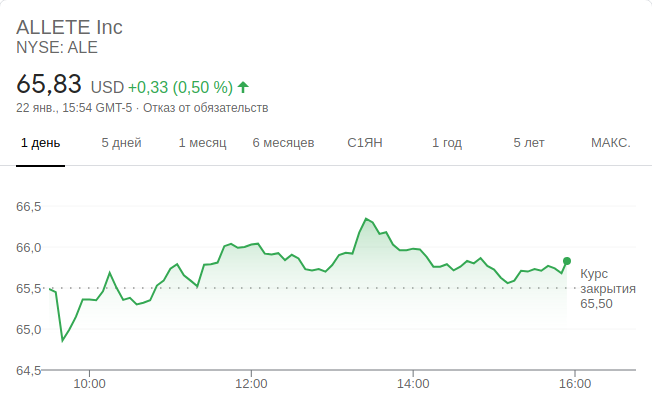 ALLETE Inc
NYSE: ALE
65,83 USD +0,33 (0,50 %)
22 янв., 15:54 GMT-5 · Отказ от обязательств
1 день 5 дней 1 месяц 6 месяцев С1ЯН 1 год 5 лет МАКС.
66,5
66,0
65,5
65,0
64,5
Курс
закрытия
65,50
10:00 12:00 14:00 16:00